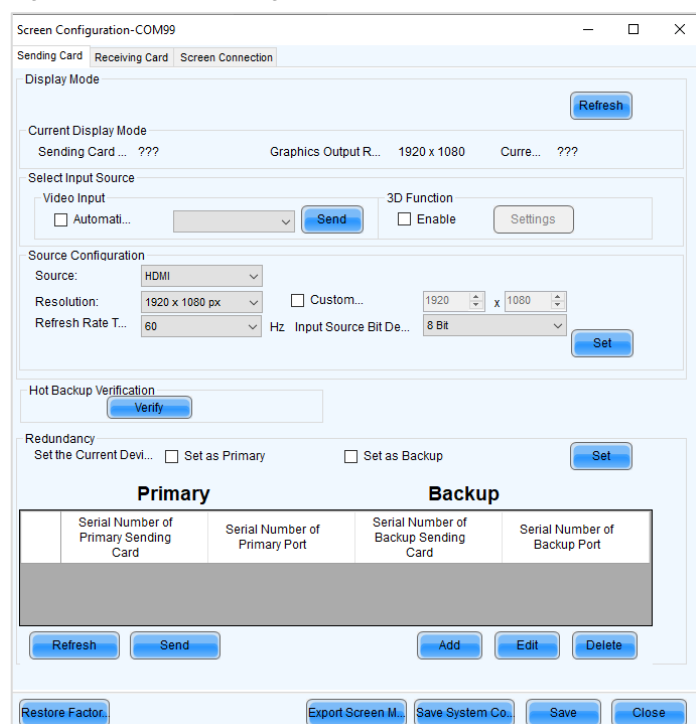 Screen Configuration-COM99
Sending Card Receiving Card Screen Connection
Display Mode
Refresh
Current Display Mode
Sending Card ... ??? Graphics Output R... 1920 x 1080 Curre... ???
Select Input Source
Video Input 3D Function
Automati... Send Enable Settings
Source Configuration
Source: HDMI
Resolution: 1920 x 1080 px Custom... 1920 x 1080
Refresh Rate T... 60 Hz Input Source Bit De... 8 Bit
Set
Hot Backup Verification
Verify
Redundancy
Set the Current Devi... Set as Primary Set as Backup Set
Primary Backup
Serial Number of Primary Sending Card Serial Number of Primary Port Serial Number of Backup Sending Card Serial Number of Backup Port
Refresh Send Add Edit Delete
Restore Factor... Export Screen M... Save System Co... Save Close